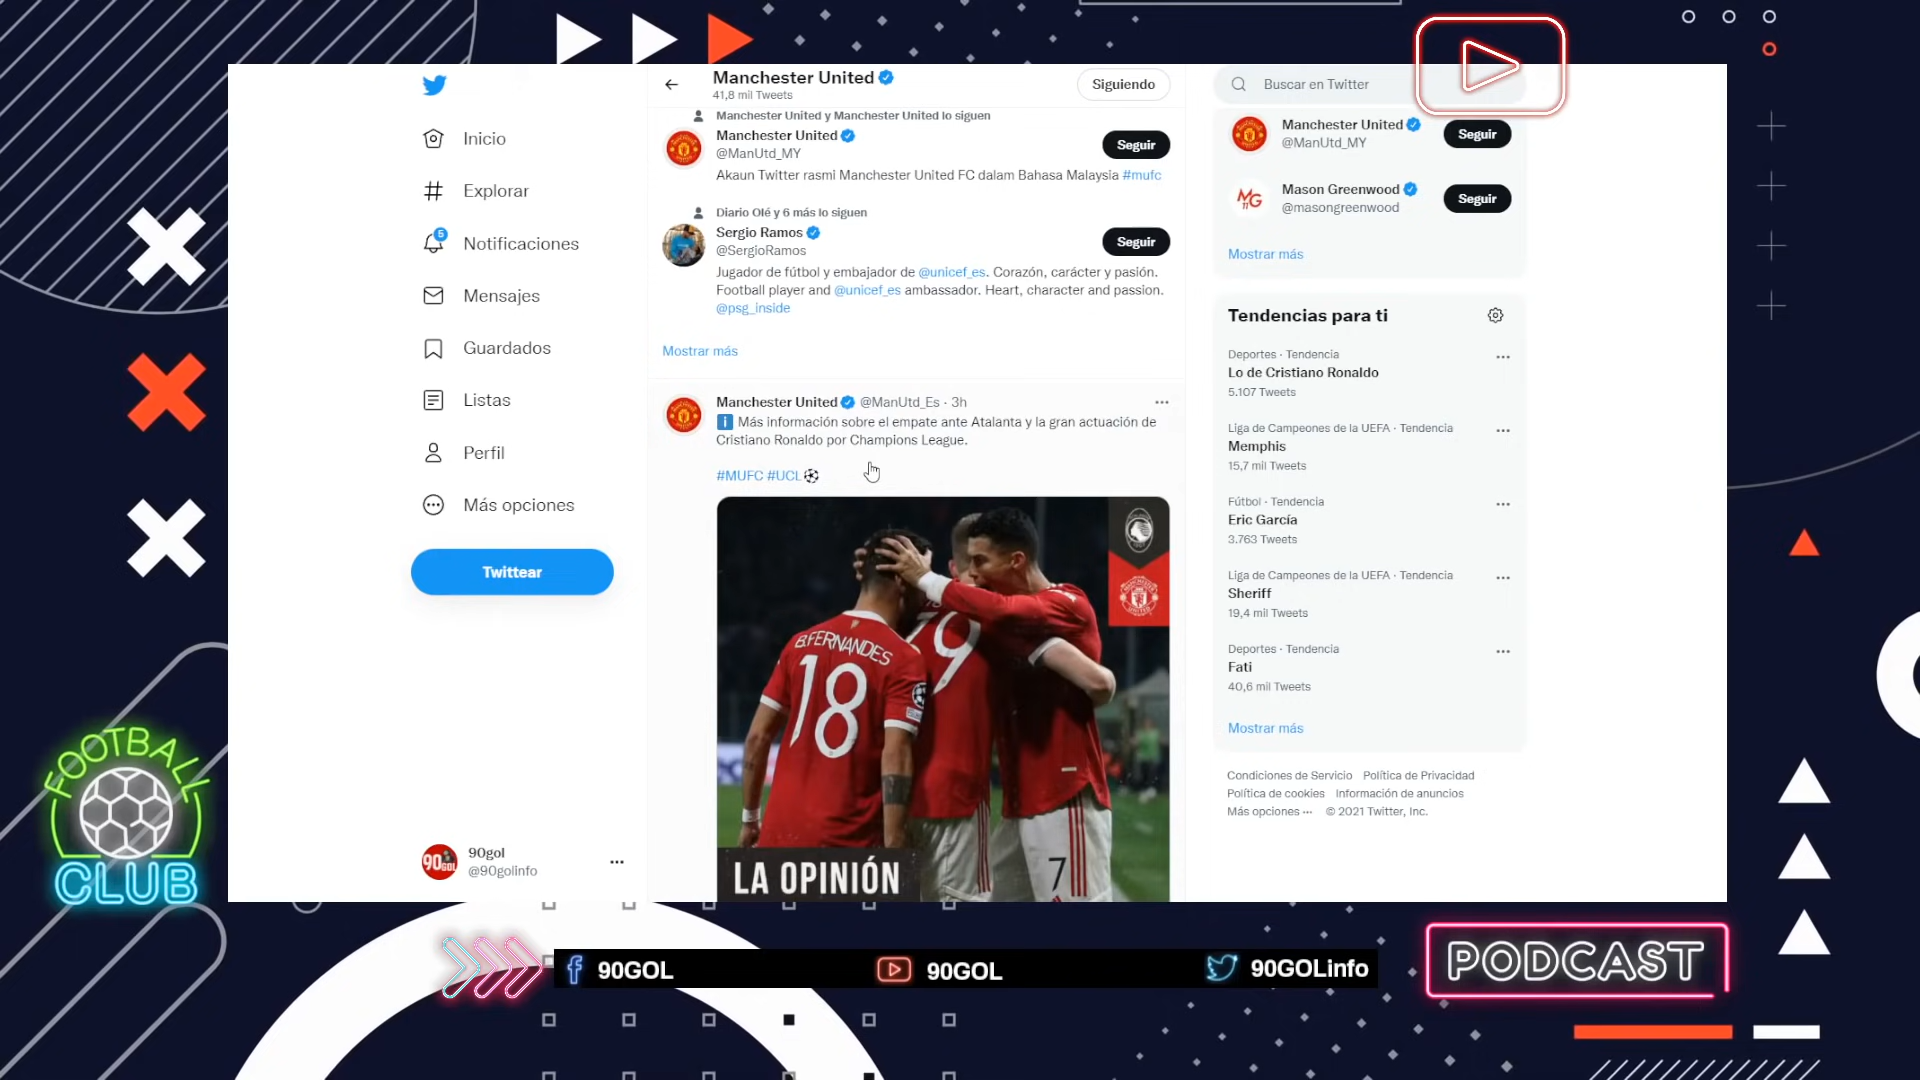 Inicio
Explorar
5
Notificaciones
Mensajes
Guardados
Listas
Perfil
Más opciones
Twittear
90GOL
90gol
@90golinfo
Manchester United
41,8 mil Tweets
Siguiendo
Manchester United y Manchester United lo siguen
Manchester United
@ManUtd_MY
Seguir
Akaun Twitter rasmi Manchester United FC dalam Bahasa Malaysia #mufc
Diario Olé y 6 más lo siguen
Sergio Ramos
@SergioRamos
Seguir
Jugador de fútbol y embajador de @unicef_es. Corazón, carácter y pasión.
Football player and @unicef_es ambassador. Heart, character and passion.
@psg_inside
Mostrar más
Manchester United @ManUtd_Es · 3h
Más información sobre el empate ante Atalanta y la gran actuación de
Cristiano Ronaldo por Champions League.
#MUFC #UCL
B.FERNANDES
18
19
7
LA OPINIÓN
Buscar en Twitter
Manchester United
@ManUtd_MY
Seguir
MG
11
Mason Greenwood
@masongreenwood
Seguir
Mostrar más
Tendencias para ti
Deportes · Tendencia
Lo de Cristiano Ronaldo
5.107 Tweets
Liga de Campeones de la UEFA · Tendencia
Memphis
15,7 mil Tweets
Fútbol · Tendencia
Eric García
3.763 Tweets
Liga de Campeones de la UEFA · Tendencia
Sheriff
19,4 mil Tweets
Deportes · Tendencia
Fati
40,6 mil Tweets
Mostrar más
Condiciones de Servicio Política de Privacidad
Política de cookies Información de anuncios
Más opciones ··· © 2021 Twitter, Inc.
FOOTBALL
CLUB
90GOL
90GOL
90GOLinfo
PODCAST